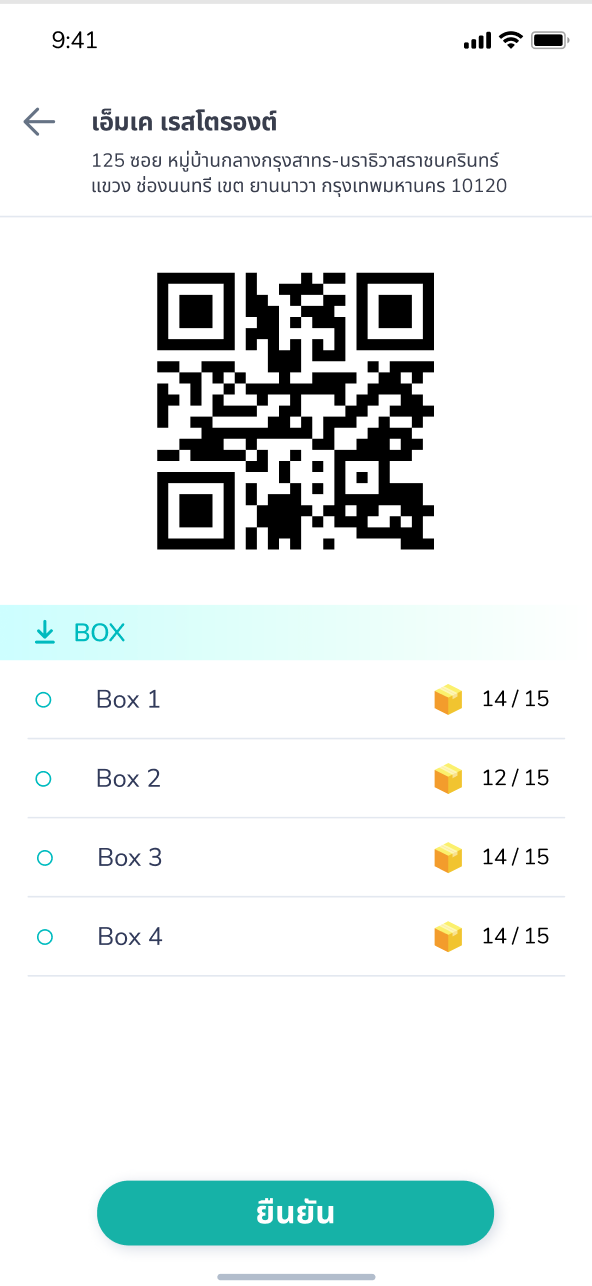 9:41
เอ็มเค เรสโตรองต์
125 ซอย หมู่บ้านกลางกรุงสาทร-นราธิวาสราชนครินทร์
แขวง ช่องนนทรี เขต ยานนาวา กรุงเทพมหานคร 10120
BOX
Box 1 14 / 15
Box 2 12 / 15
Box 3 14 / 15
Box 4 14 / 15
ยืนยัน